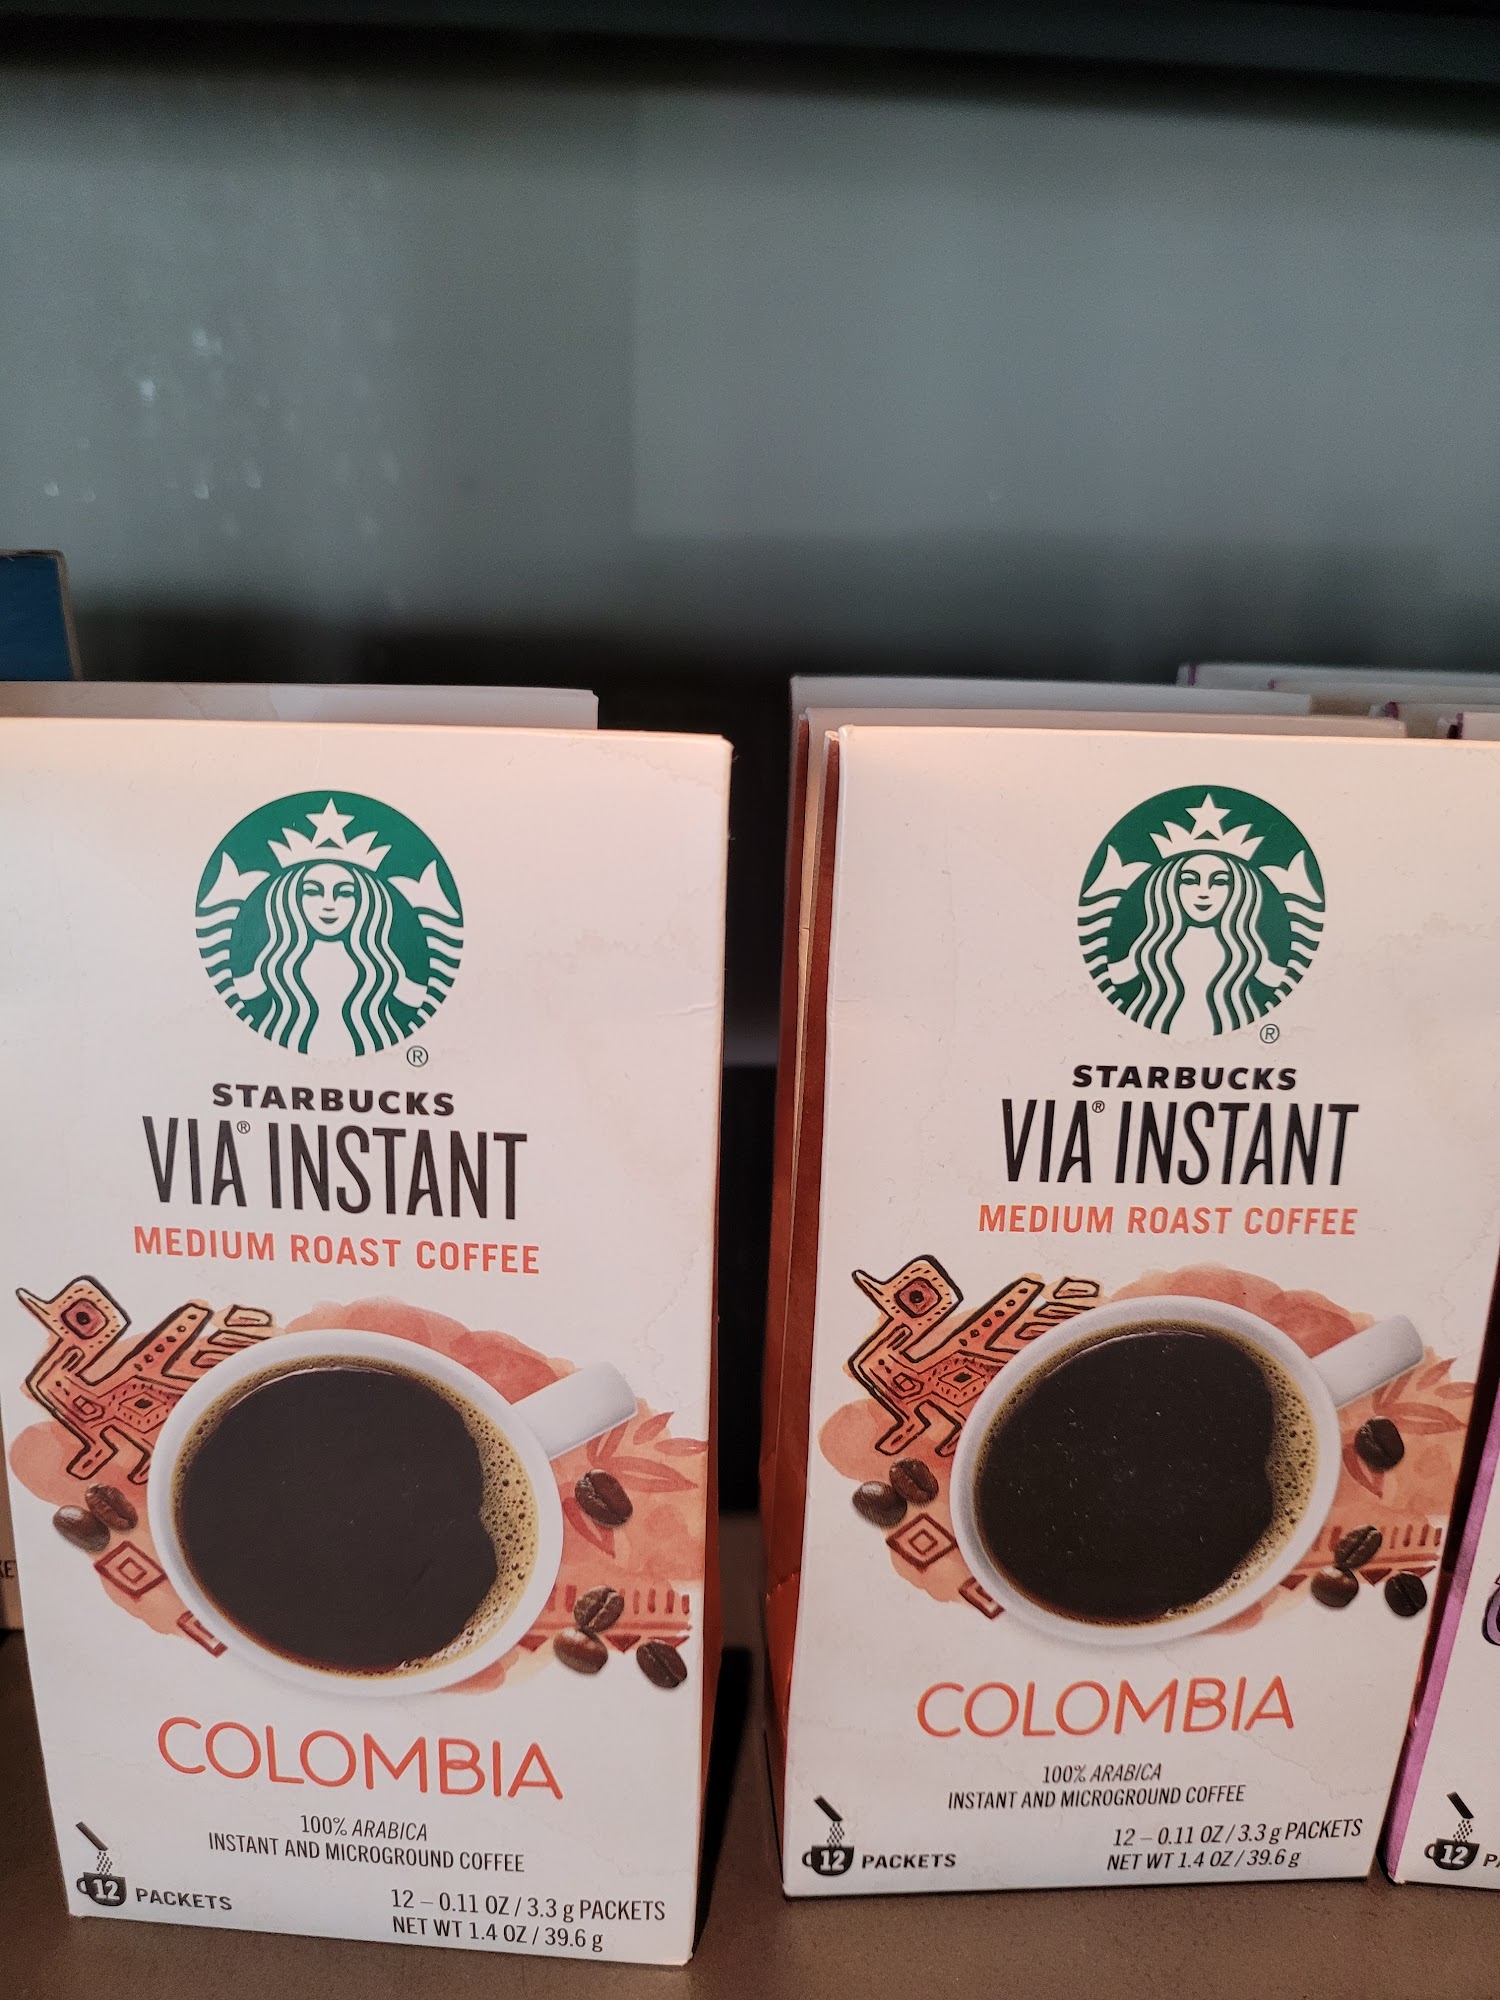 ®
STARBUCKS
VIA® INSTANT
MEDIUM ROAST COFFEE
COLOMBIA
100% ARABICA
INSTANT AND MICROGROUND COFFEE
12 PACKETS
12 – 0.11 OZ / 3.3 g PACKETS
NET WT 1.4 OZ / 39.6 g
®
STARBUCKS
VIA® INSTANT
MEDIUM ROAST COFFEE
COLOMBIA
100% ARABICA
INSTANT AND MICROGROUND COFFEE
12 PACKETS
12 – 0.11 OZ / 3.3 g PACKETS
NET WT 1.4 OZ / 39.6 g
12